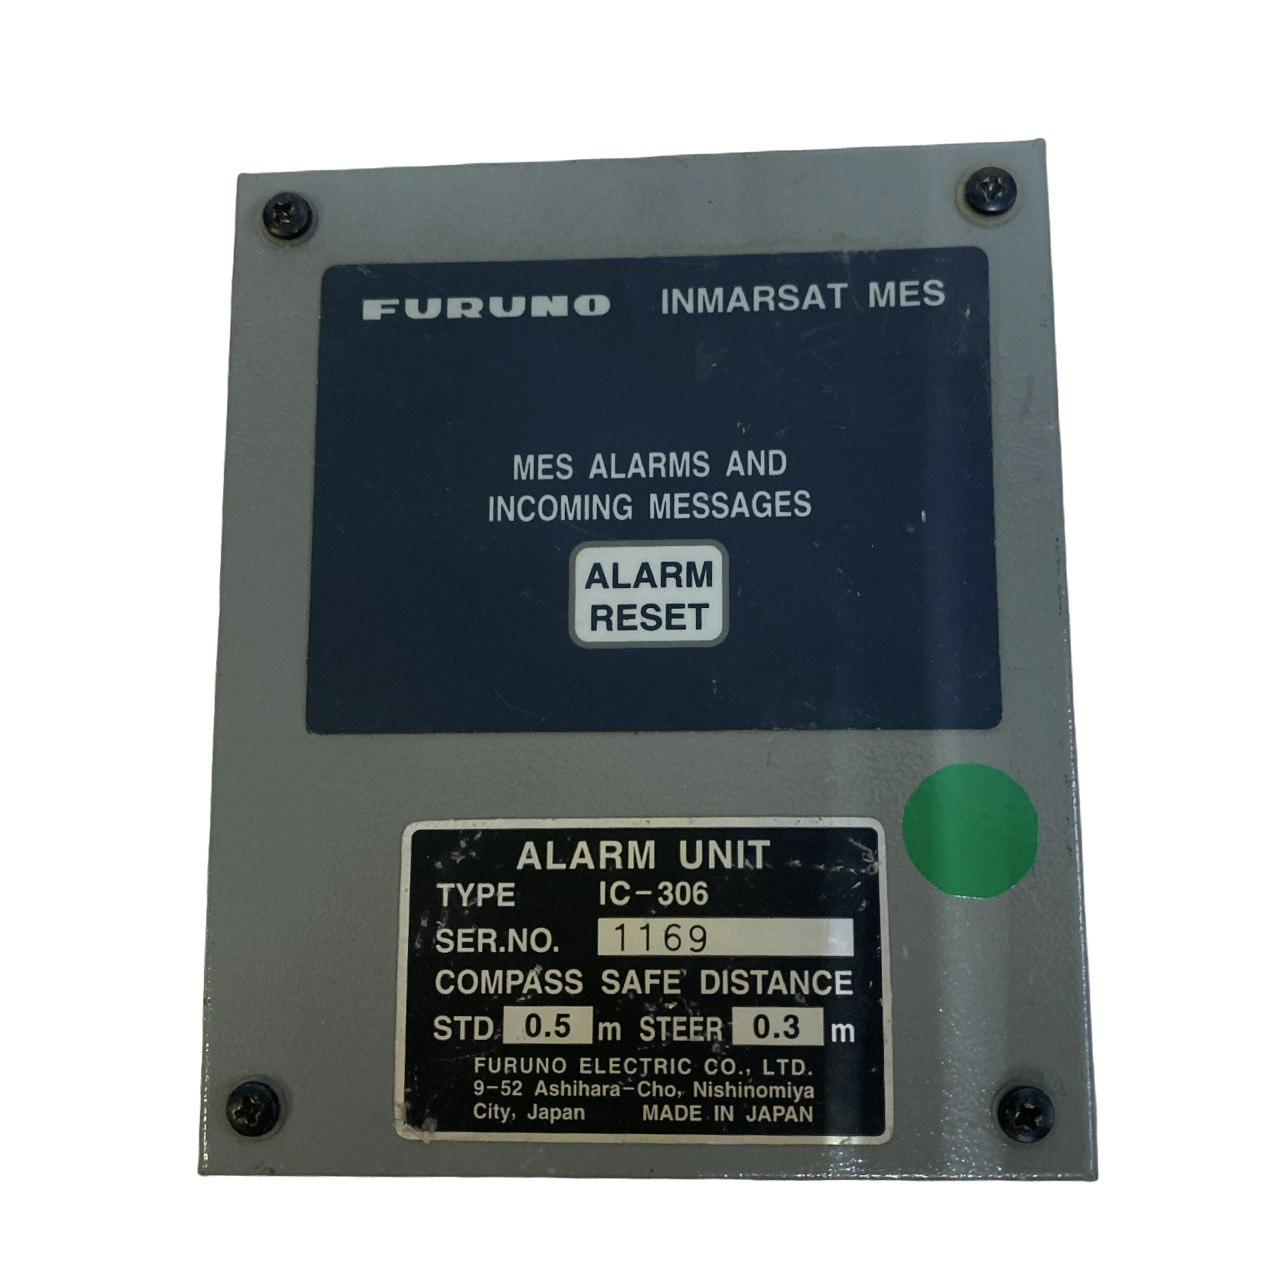 FURUNO INMARSAT MES
MES ALARMS AND
INCOMING MESSAGES
ALARM
RESET
ALARM UNIT
TYPE IC-306
SER.NO. 1169
COMPASS SAFE DISTANCE
STD 0.5 m STEER 0.3 m
FURUNO ELECTRIC CO., LTD.
9-52 Ashihara-Cho, Nishinomiya
City, Japan MADE IN JAPAN